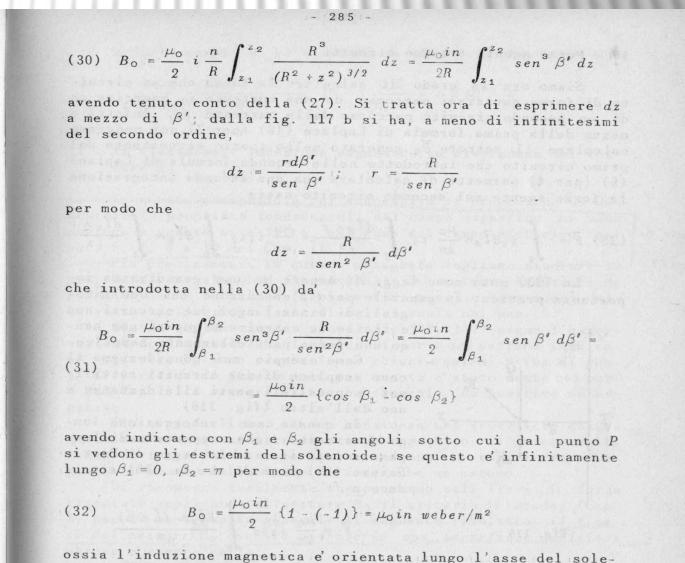 - 285 -
(30) B₀ = μ₀/2 i n/R ∫_{z₁}^{z₂} R³/(R² + z²)^{3/2} dz = μ₀in/2R ∫_{z₁}^{z₂} sen³ β' dz
avendo tenuto conto della (27). Si tratta ora di esprimere dz
a mezzo di β'; dalla fig. 117 b si ha, a meno di infinitesimi
del secondo ordine,
dz = rdβ'/sen β' ; r = R/sen β'
per modo che
dz = R/sen² β' dβ'
che introdotta nella (30) da'
B₀ = μ₀in/2R ∫_{β₁}^{β₂} sen³β' R/sen²β' dβ' = μ₀in/2 ∫_{β₁}^{β₂} sen β' dβ' =
(31)
= μ₀in/2 {cos β₁ - cos β₂}
avendo indicato con β₁ e β₂ gli angoli sotto cui dal punto P
si vedono gli estremi del solenoide; se questo e' infinitamente
lungo β₁ = 0, β₂ = π per modo che
(32) B₀ = μ₀in/2 {1 - (-1)} = μ₀in weber/m²
ossia l'induzione magnetica e' orientata lungo l'asse del sole-